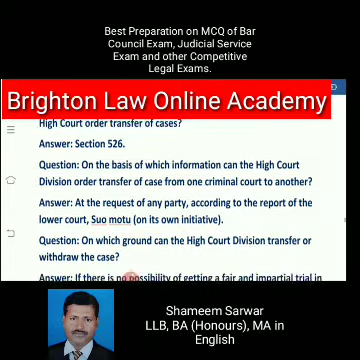 Best Preparation on MCQ of Bar
Council Exam, Judicial Service
Exam and other Competitive
Legal Exams.
Brighton Law Online Academy
High Court order transfer of cases?
Answer: Section 526.
Question: On the basis of which information can the High Court
Division order transfer of case from one criminal court to another?
Answer: At the request of any party, according to the report of the
lower court, Suo motu (on its own initiative).
Question: On which ground can the High Court Division transfer or
withdraw the case?
Answer: If there is no possibility of getting a fair and impartial trial in
Shameem Sarwar
LLB, BA (Honours), MA in
English